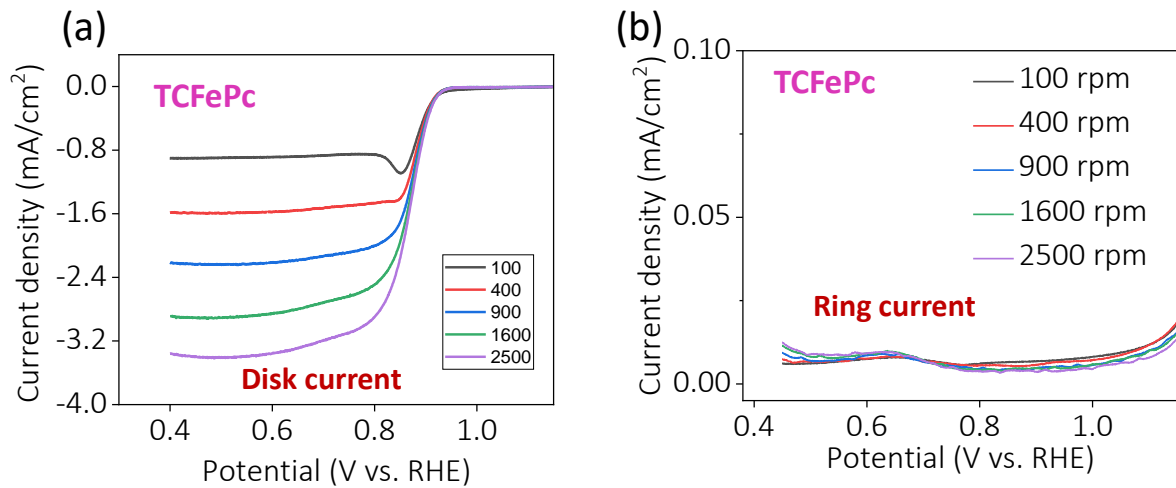 (a)
TCFePc
0.0
-0.8
-1.6
-2.4
-3.2
-4.0
Current density (mA/cm²)
100
400
900
1600
2500
Disk current
0.4 0.6 0.8 1.0
Potential (V vs. RHE)
(b)
TCFePc
0.10
0.05
0.00
Current density (mA/cm²)
100 rpm
400 rpm
900 rpm
1600 rpm
2500 rpm
Ring current
0.4 0.6 0.8 1.0
Potential (V vs. RHE)